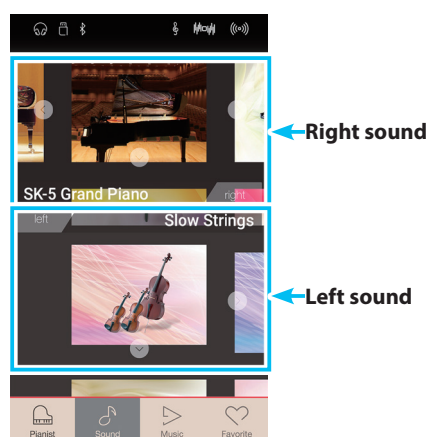 Right sound
SK-5 Grand Piano
right
left
Slow Strings
Left sound
Pianist
Sound
Music
Favorite